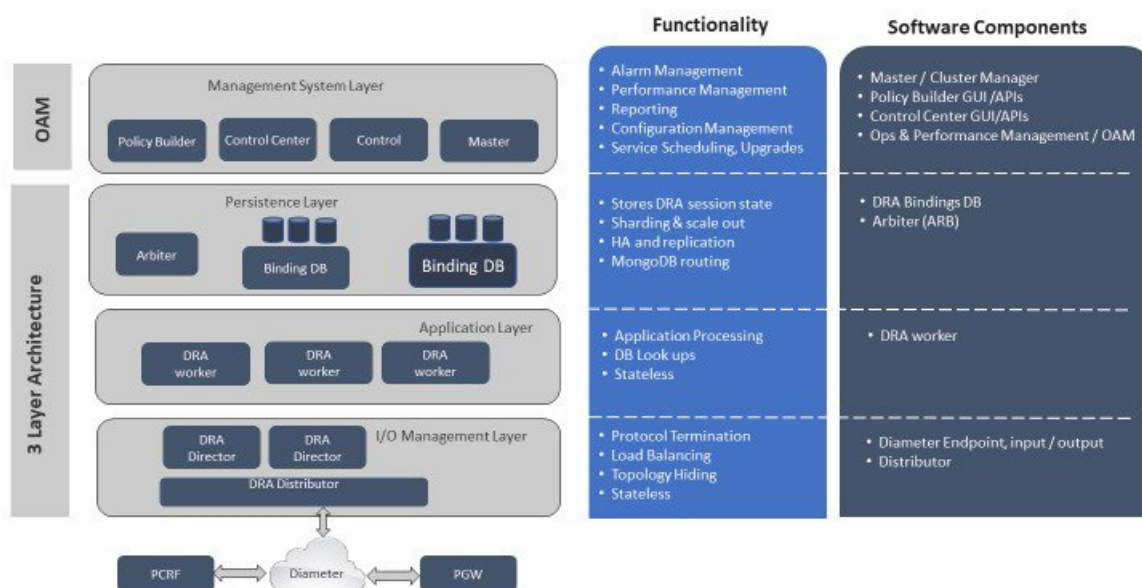 Functionality
Software Components
OAM
Management System Layer
Policy Builder
Control Center
Control
Master
• Alarm Management
• Performance Management
• Reporting
• Configuration Management
• Service Scheduling, Upgrades
• Master / Cluster Manager
• Policy Builder GUI /APIs
• Control Center GUI/APIs
• Ops & Performance Management / OAM
3 Layer Architecture
Persistence Layer
Arbiter
Binding DB
Binding DB
• Stores DRA session state
• Sharding & scale out
• HA and replication
• MongoDB routing
• DRA Bindings DB
• Arbiter (ARB)
Application Layer
DRA
worker
DRA
worker
DRA
worker
• Application Processing
• DB Look ups
• Stateless
• DRA worker
I/O Management Layer
DRA
Director
DRA
Director
DRA Distributor
• Protocol Termination
• Load Balancing
• Topology Hiding
• Stateless
• Diameter Endpoint, input / output
• Distributor
PCRF
Diameter
PGW